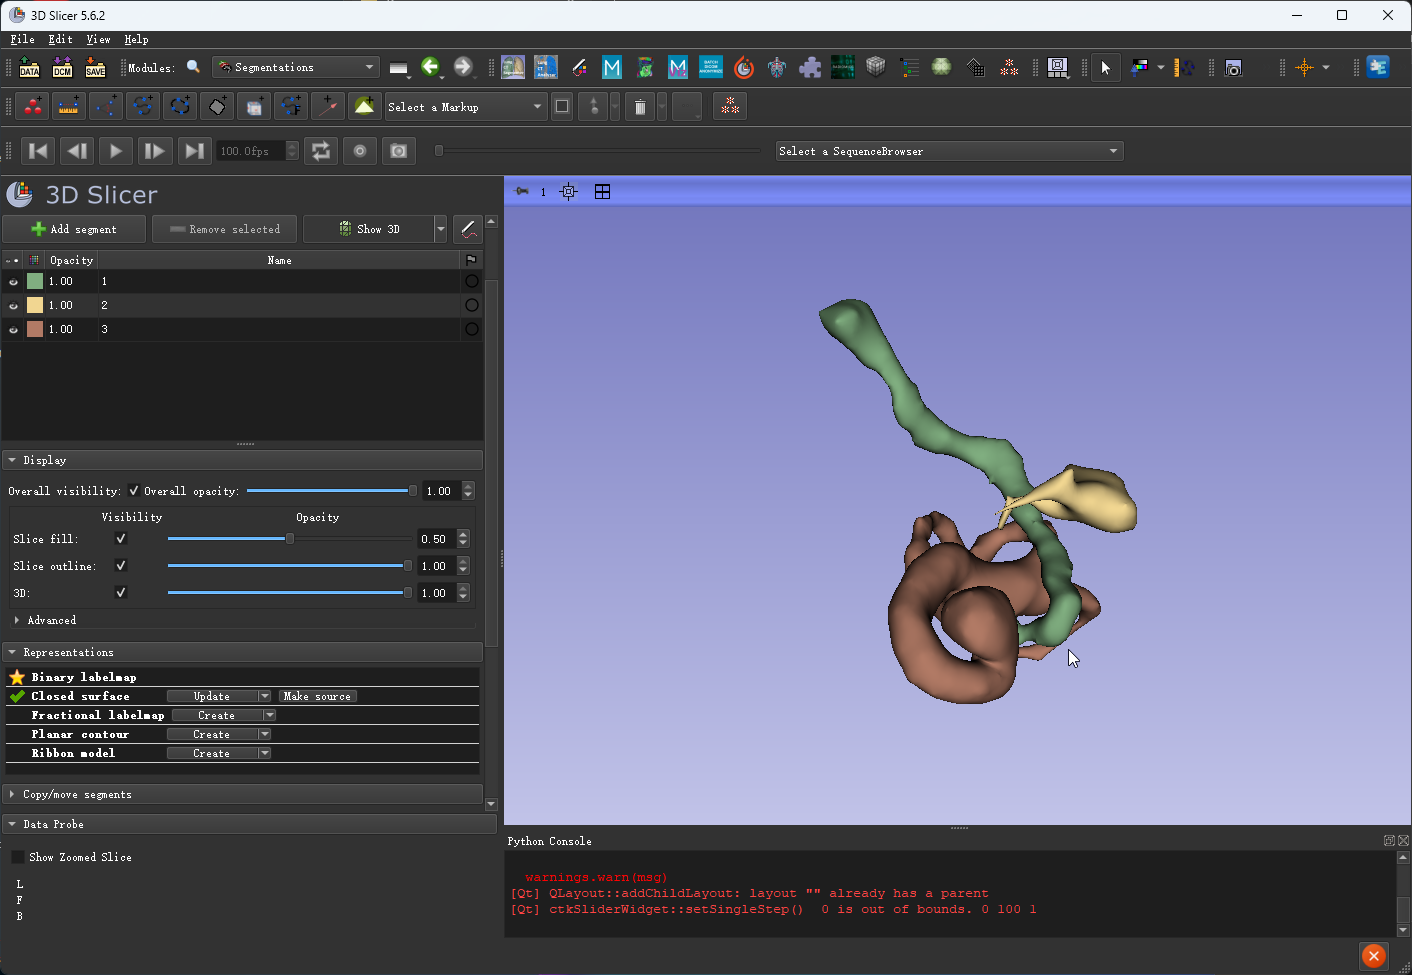 3D Slicer 5.6.2
File Edit View Help
DATA DCM SAVE Modules: Segmentations
Select a Markup
100.0fps Select a SequenceBrowser
3D Slicer
1
Add segment Remove selected Show 3D
Opacity Name
1.00 1
1.00 2
1.00 3
Display
Overall visibility: Overall opacity: 1.00
Visibility Opacity
Slice fill: 0.50
Slice outline: 1.00
3D: 1.00
Advanced
Representations
Binary labelmap
Closed surface Update Make source
Fractional labelmap Create
Planar contour Create
Ribbon model Create
Copy/move segments
Data Probe
Show Zoomed Slice
L
F
B
Python Console
warnings.warn(msg)
[Qt] QLayout::addChildLayout: layout "" already has a parent
[Qt] ctkSliderWidget::setSingleStep() 0 is out of bounds. 0 100 1